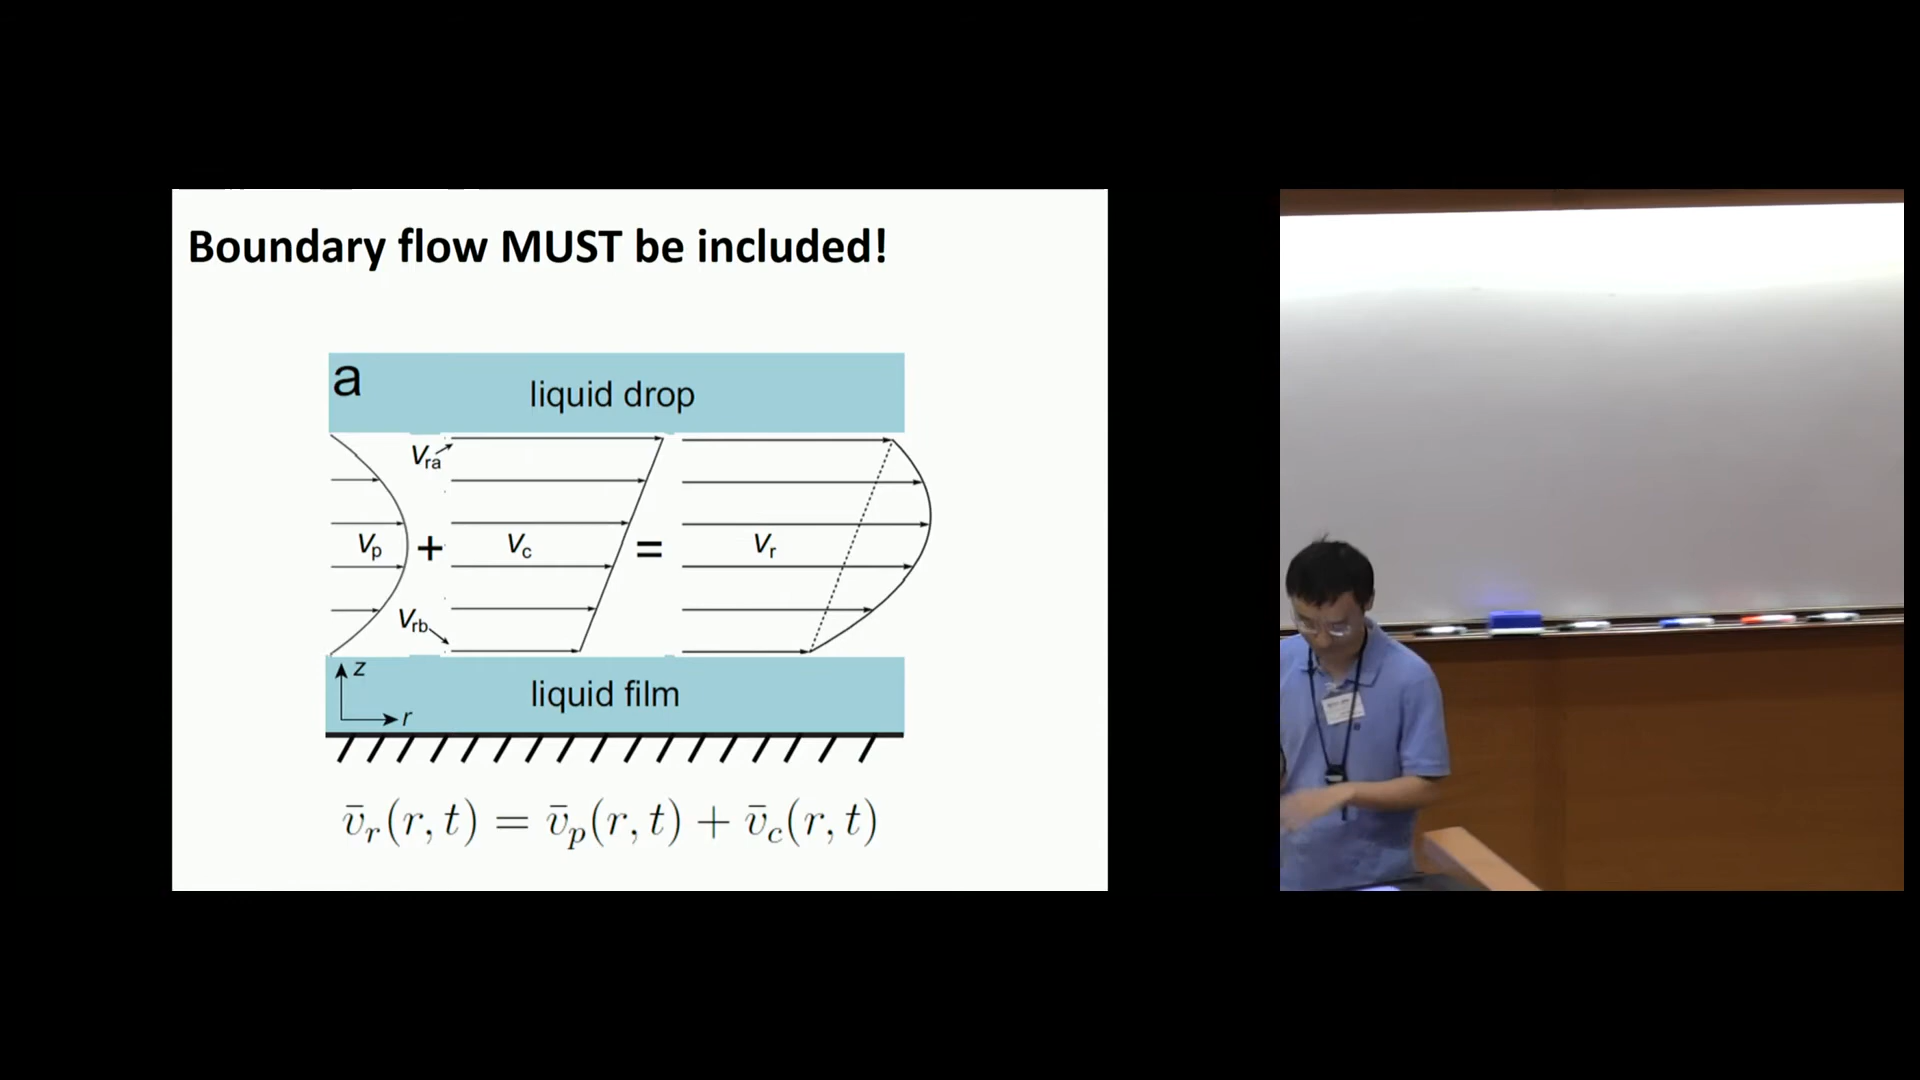 Boundary flow MUST be included!
a
liquid drop
Vra
Vp + Vc = Vr
Vrb
z
r
liquid film
v̄r(r, t) = v̄p(r, t) + v̄c(r, t)